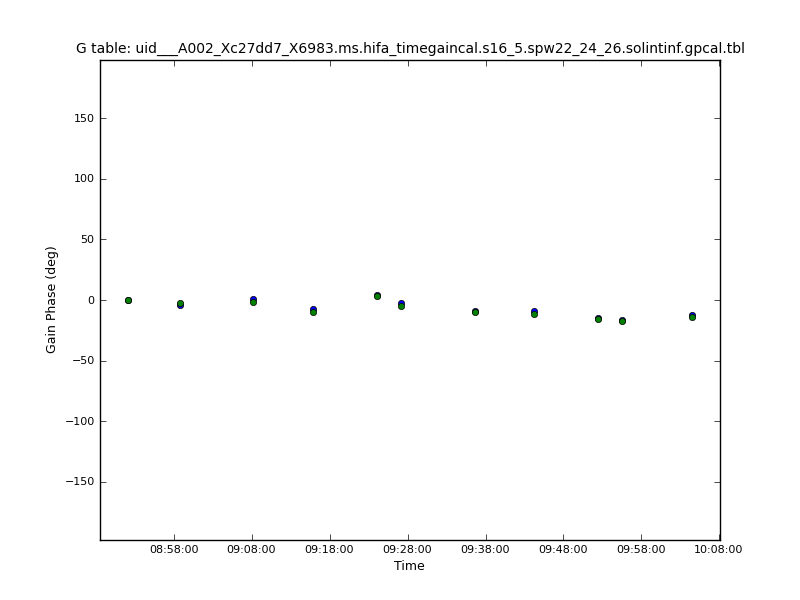 G table: uid___A002_Xc27dd7_X6983.ms.hifa_timegaincal.s16_5.spw22_24_26.solintinf.gpcal.tbl
150
100
50
0
−50
−100
−150
Gain Phase (deg)
08:58:00 09:08:00 09:18:00 09:28:00 09:38:00 09:48:00 09:58:00 10:08:00
Time